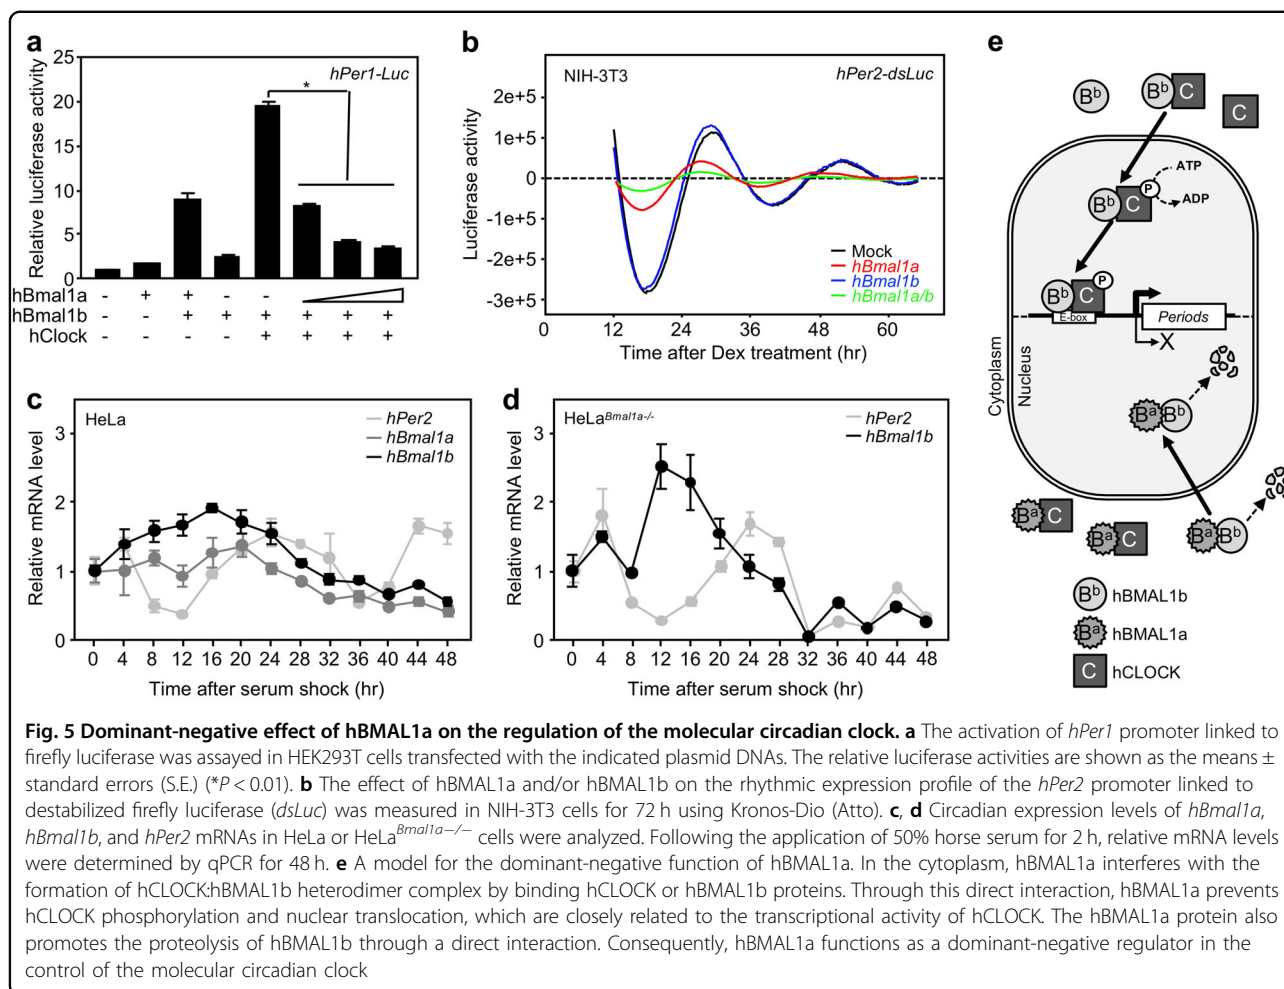 a
hPer1-Luc
Relative luciferase activity
25
20
15
10
5
0
*
hBmal1a - + + - -
hBmal1b - - + + + + + +
hClock - - - - + + + +
b
NIH-3T3
hPer2-dsLuc
Luciferase activity
2e+5
1e+5
0
-1e+5
-2e+5
-3e+5
Mock
hBmal1a
hBmal1b
hBmal1a/b
0 12 24 36 48 60
Time after Dex treatment (hr)
c
HeLa
hPer2
hBmal1a
hBmal1b
Relative mRNA level
3
2
1
0
0 4 8 12 16 20 24 28 32 36 40 44 48
Time after serum shock (hr)
d
HeLaBmal1a-/-
hPer2
hBmal1b
Relative mRNA level
3
2
1
0
0 4 8 12 16 20 24 28 32 36 40 44 48
Time after serum shock (hr)
e
Bb
Bb C
C
Bb C P
ATP
ADP
Bb C P
E-box
Periods
X
Cytoplasm
Nucleus
Ba Bb
Ba C
Ba C
Ba Bb
Bb hBMAL1b
Ba hBMAL1a
C hCLOCK
Fig. 5 Dominant-negative effect of hBMAL1a on the regulation of the molecular circadian clock. a The activation of hPer1 promoter linked to
firefly luciferase was assayed in HEK293T cells transfected with the indicated plasmid DNAs. The relative luciferase activities are shown as the means ±
standard errors (S.E.) (*P < 0.01). b The effect of hBMAL1a and/or hBMAL1b on the rhythmic expression profile of the hPer2 promoter linked to
destabilized firefly luciferase (dsLuc) was measured in NIH-3T3 cells for 72 h using Kronos-Dio (Atto). c, d Circadian expression levels of hBmal1a,
hBmal1b, and hPer2 mRNAs in HeLa or HeLaBmal1a−/− cells were analyzed. Following the application of 50% horse serum for 2 h, relative mRNA levels
were determined by qPCR for 48 h. e A model for the dominant-negative function of hBMAL1a. In the cytoplasm, hBMAL1a interferes with the
formation of hCLOCK:hBMAL1b heterodimer complex by binding hCLOCK or hBMAL1b proteins. Through this direct interaction, hBMAL1a prevents
hCLOCK phosphorylation and nuclear translocation, which are closely related to the transcriptional activity of hCLOCK. The hBMAL1a protein also
promotes the proteolysis of hBMAL1b through a direct interaction. Consequently, hBMAL1a functions as a dominant-negative regulator in the
control of the molecular circadian clock